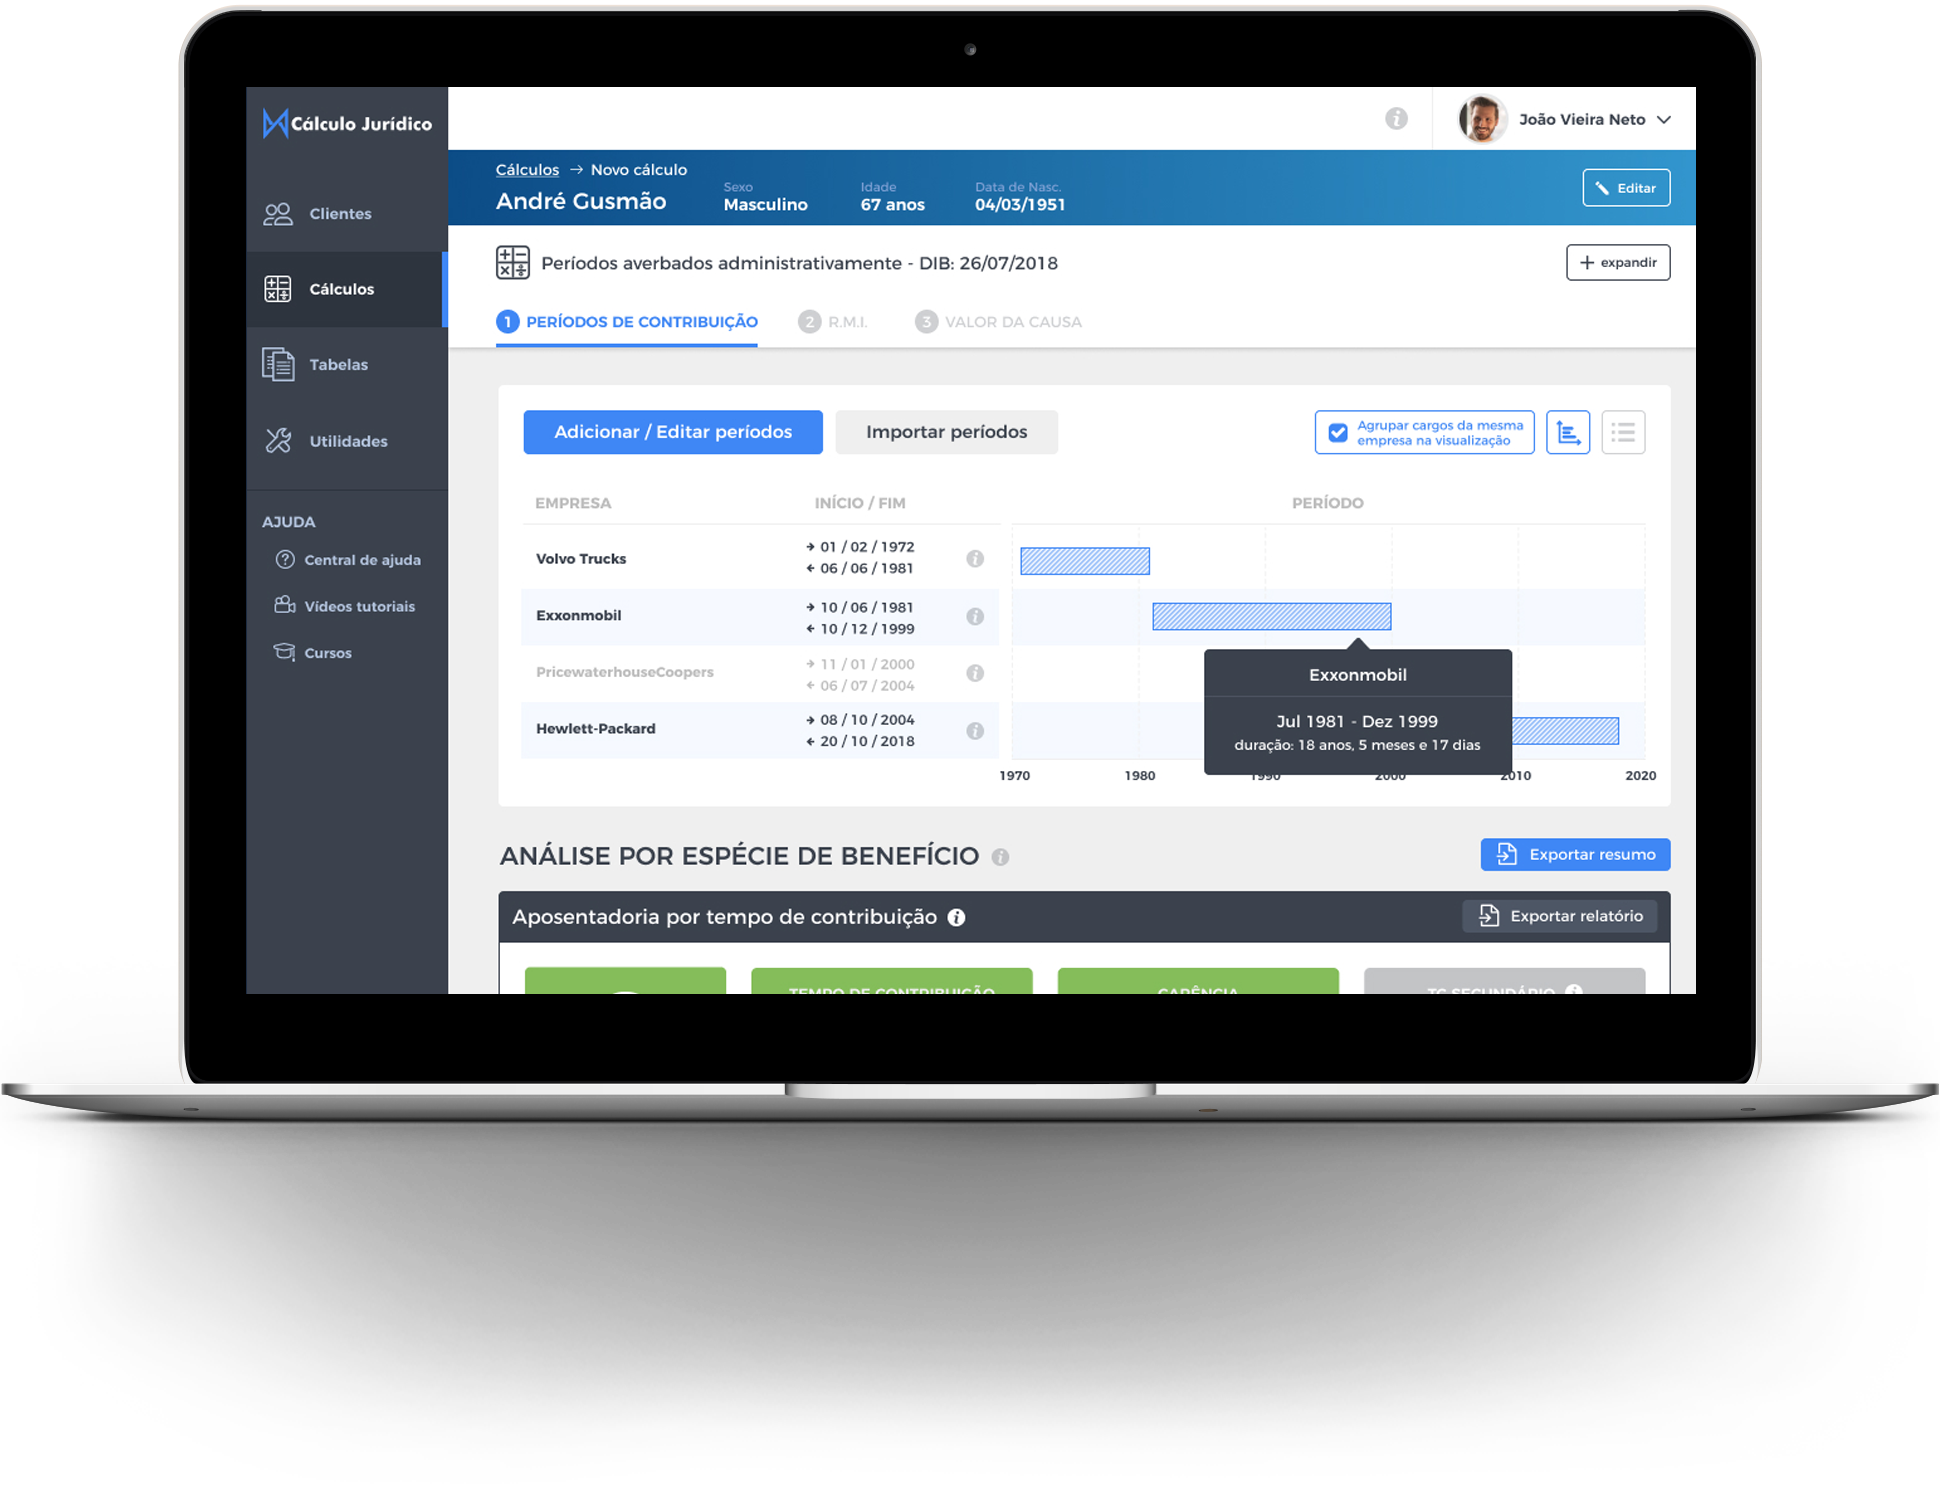 Cálculo Jurídico
João Vieira Neto
Cálculos → Novo cálculo
André Gusmão
Sexo
Masculino
Idade
67 anos
Data de Nasc.
04/03/1951
Editar
Clientes
Cálculos
Tabelas
Utilidades
AJUDA
Central de ajuda
Vídeos tutoriais
Cursos
Períodos averbados administrativamente - DIB: 26/07/2018
+ expandir
1 PERÍODOS DE CONTRIBUIÇÃO
2 R.M.I.
3 VALOR DA CAUSA
Adicionar / Editar períodos
Importar períodos
Agrupar cargos da mesma
empresa na visualização
EMPRESA
INÍCIO / FIM
PERÍODO
Volvo Trucks
→ 01 / 02 / 1972
← 06 / 06 / 1981
Exxonmobil
→ 10 / 06 / 1981
← 10 / 12 / 1999
PricewaterhouseCoopers
→ 11 / 01 / 2000
← 06 / 07 / 2004
Hewlett-Packard
→ 08 / 10 / 2004
← 20 / 10 / 2018
Exxonmobil
Jul 1981 - Dez 1999
duração: 18 anos, 5 meses e 17 dias
1970
1980
1990
2000
2010
2020
ANÁLISE POR ESPÉCIE DE BENEFÍCIO
Exportar resumo
Aposentadoria por tempo de contribuição
Exportar relatório
TEMPO DE CONTRIBUIÇÃO
CARÊNCIA
TC SECUNDÁRIO